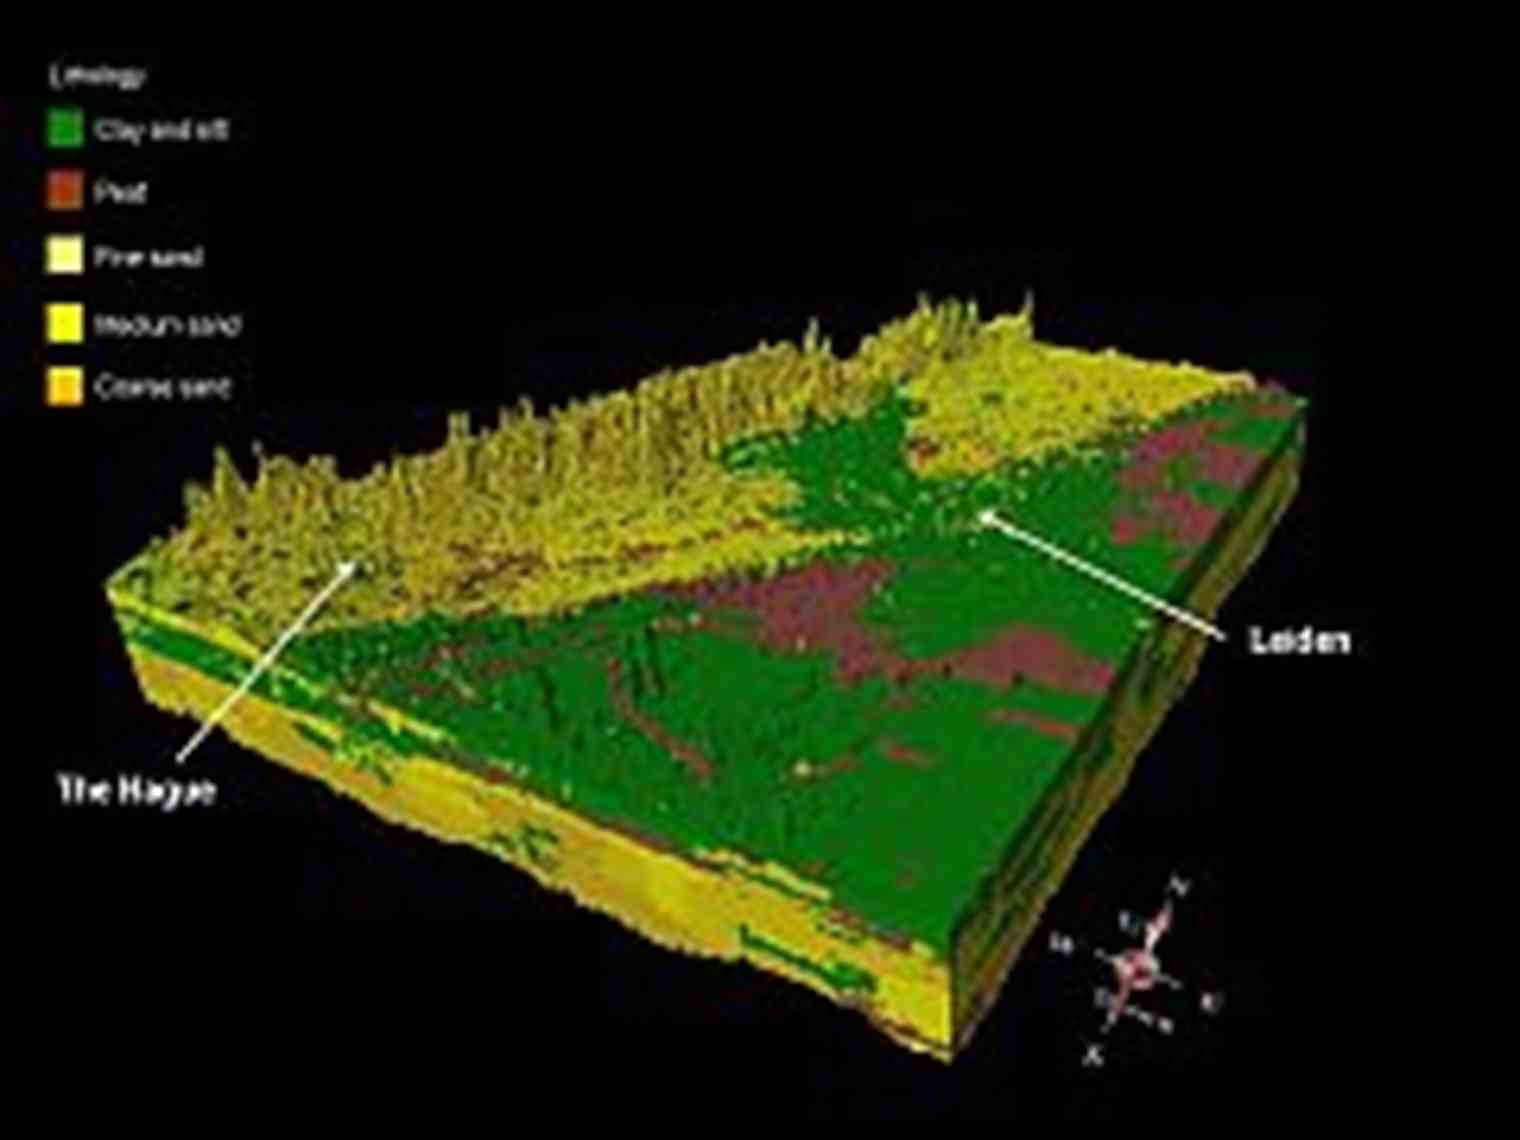 Lithology
Clay and silt
Peat
Fine sand
Medium sand
Coarse sand
Leiden
The Hague